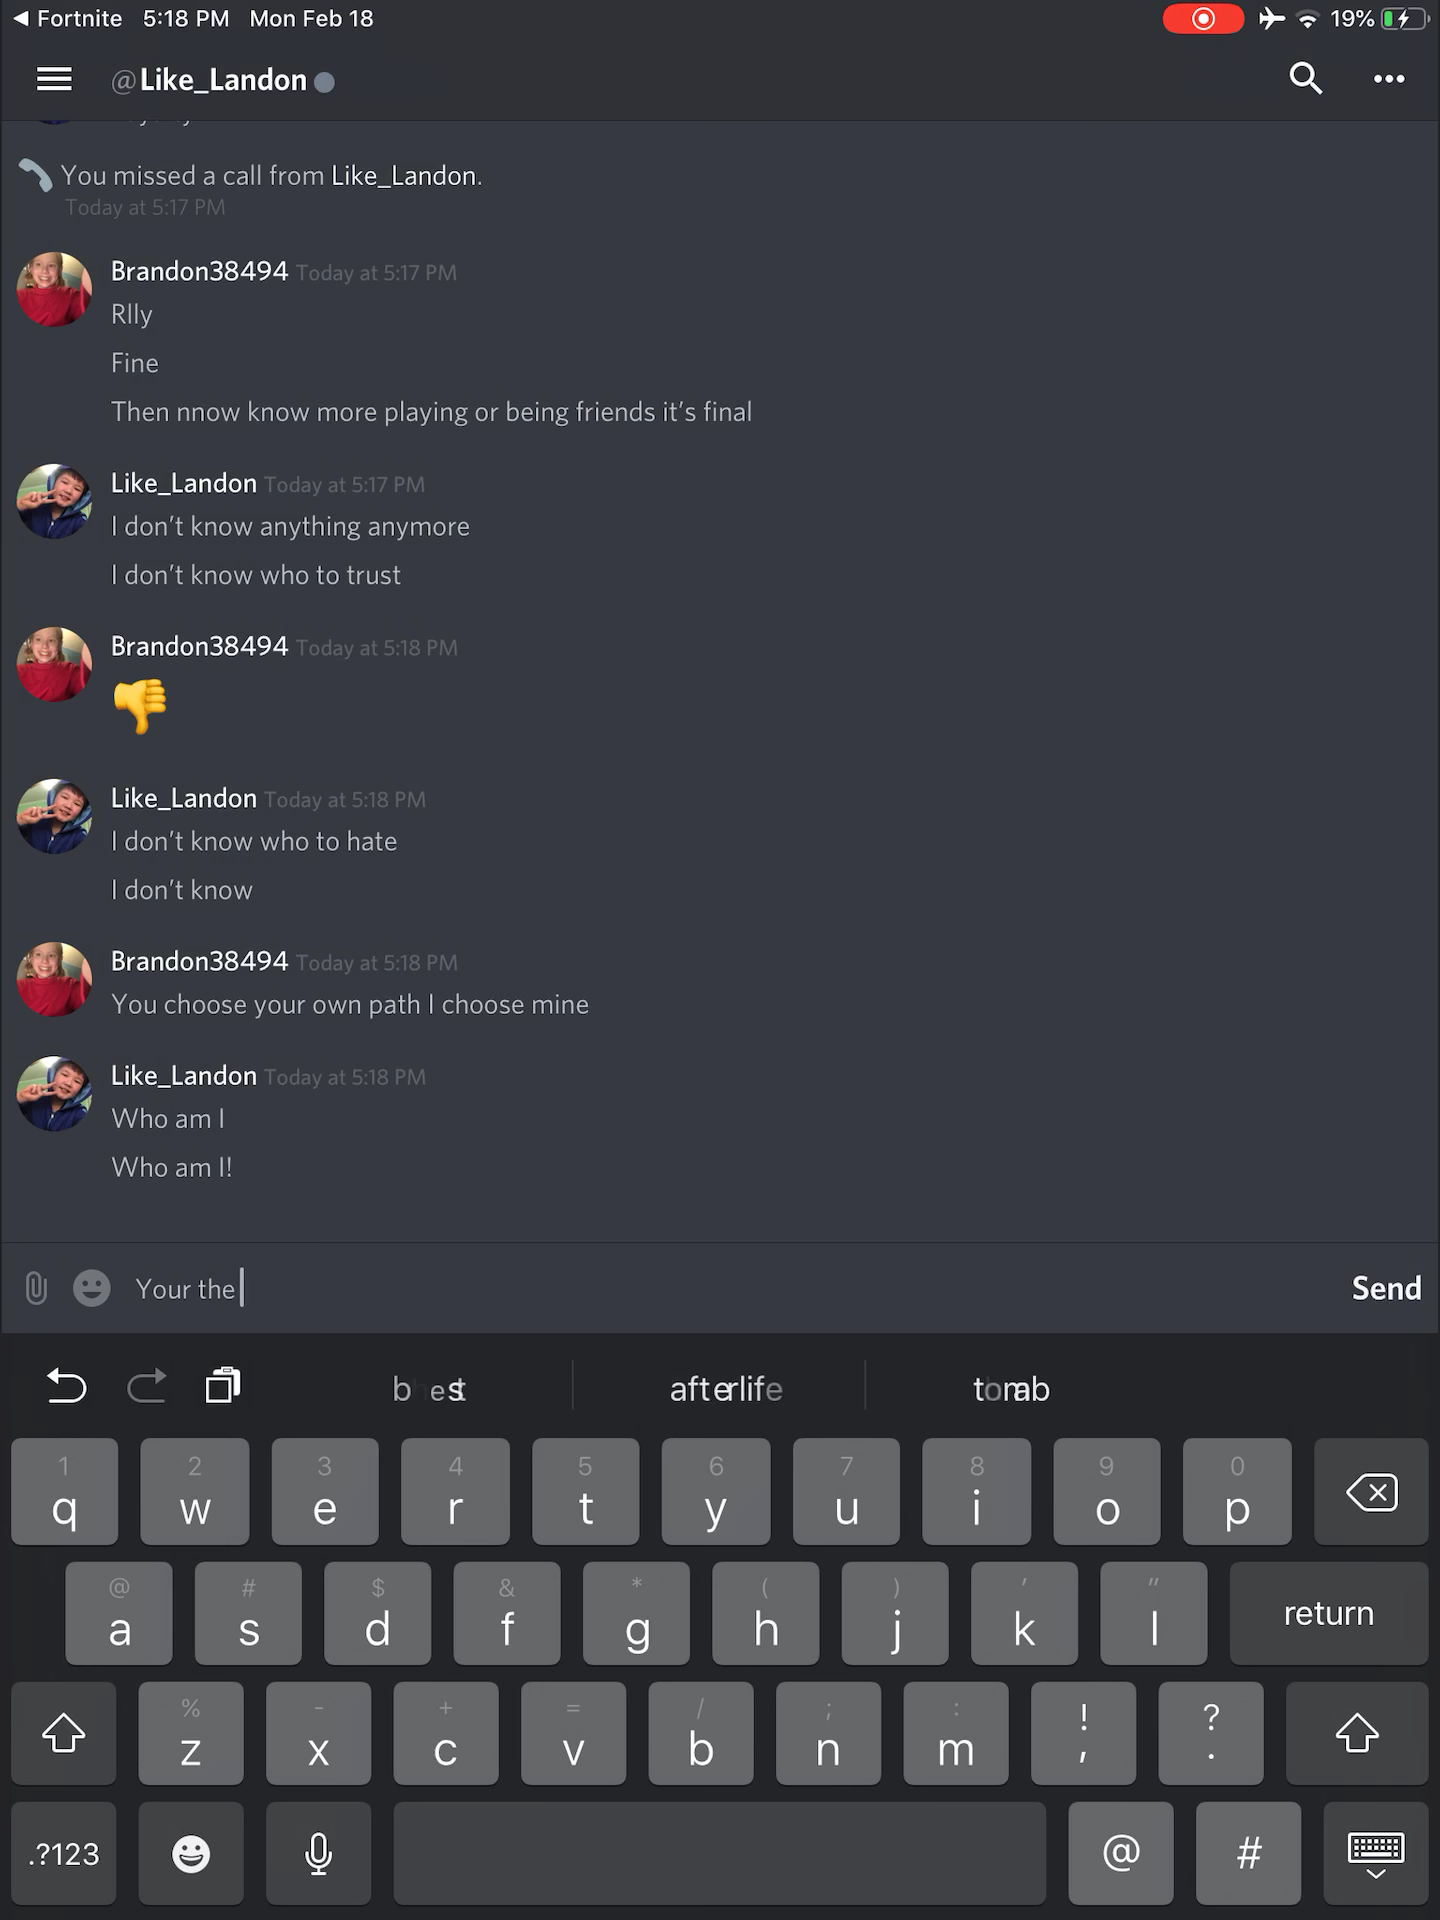 Fortnite 5:18 PM Mon Feb 18 19%
@Like_Landon
You missed a call from Like_Landon.
Today at 5:17 PM
Brandon38494 Today at 5:17 PM
Rlly
Fine
Then nnow know more playing or being friends it's final
Like_Landon Today at 5:17 PM
I don't know anything anymore
I don't know who to trust
Brandon38494 Today at 5:18 PM
Like_Landon Today at 5:18 PM
I don't know who to hate
I don't know
Brandon38494 Today at 5:18 PM
You choose your own path I choose mine
Like_Landon Today at 5:18 PM
Who am I
Who am I!
Your the Send
1 2 3 4 5 6 7 8 9 0
q w e r t y u i o p
@ # $ & * ( ) ' "
a s d f g h j k l return
% - + = / ; : ! ?
z x c v b n m , .
.?123 @ #